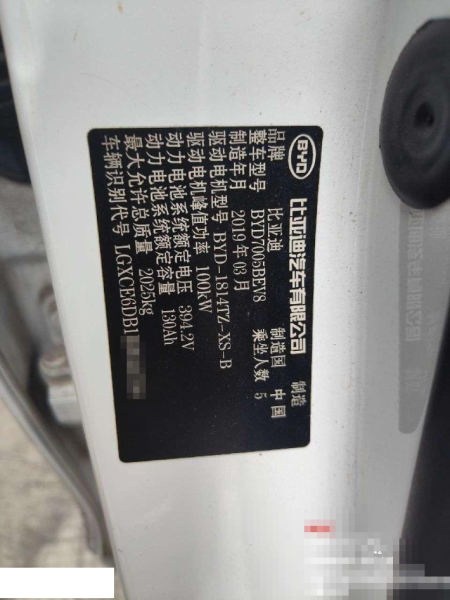 BYD 比亚迪汽车有限公司 制造
品牌 比亚迪 制造国 中国
整车型号 BYD7005BEV8 乘坐人数 5
制造年月 2019年03月
驱动电机型号 BYD-1814TZ-XS-B
驱动电机峰值功率 100kW
动力电池系统额定电压 394.2V
动力电池系统额定容量 130Ah
最大允许总质量 2025kg
车辆识别代号 LGXCE6DB1